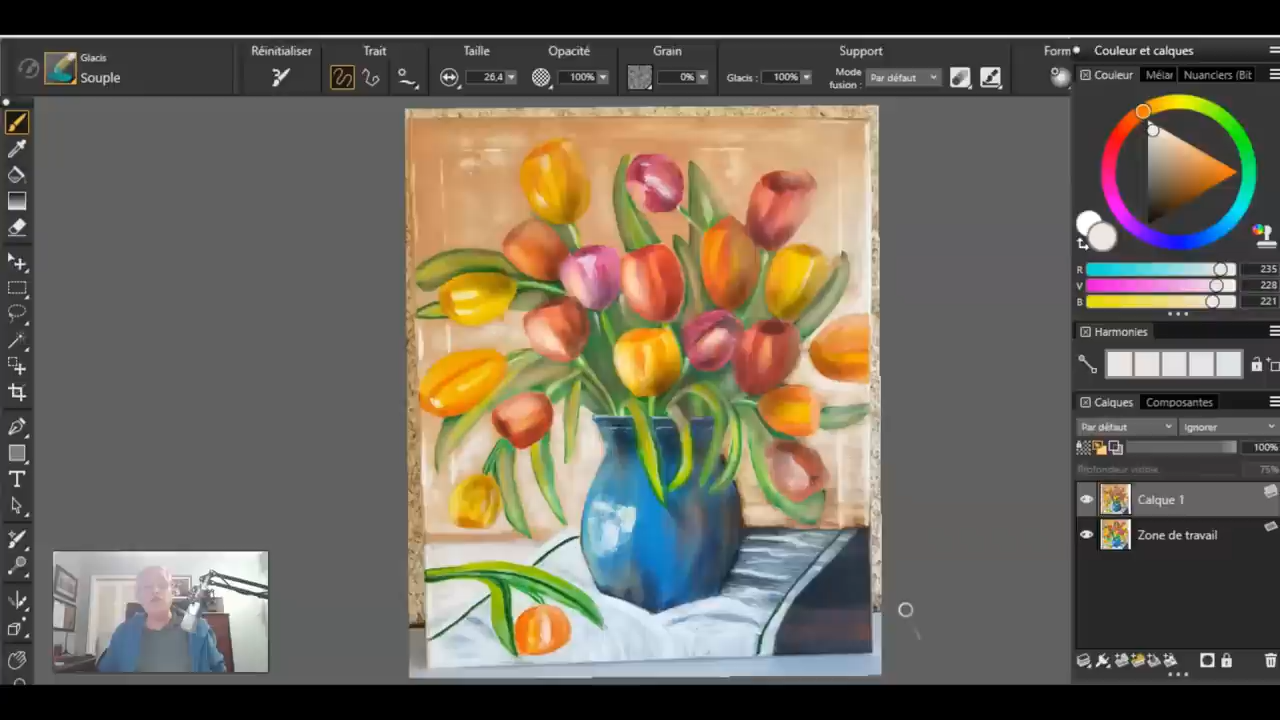 Glacis
Souple
Réinitialiser
Trait
Taille
26,4
Opacité
100%
Grain
0%
Support
Glacis : 100%
Mode fusion :
Par défaut
Form
Couleur et calques
Couleur
Mélar
Nuanciers (Bit
R 235
V 228
B 221
Harmonies
Calques
Composantes
Par défaut
Ignorer
100%
Profondeur visible
75%
Calque 1
Zone de travail
T